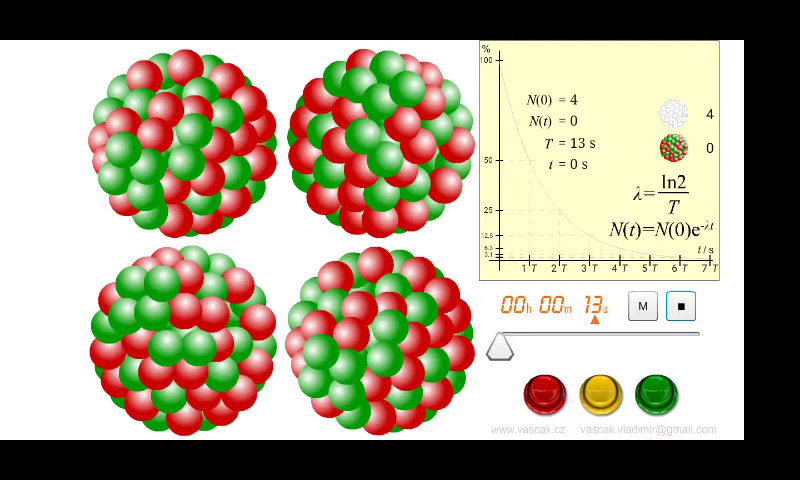 %
100
N(0) = 4
4
N(t) = 0
T = 13 s
0
50
t = 0 s
λ = ln2 / T
25
N(t)=N(0)e^-λt
12.5
6.3
3.1
t / s
1 T 2 T 3 T 4 T 5 T 6 T 7 T
00h 00m 13s
M
www.vascak.cz vascak.vladimir@gmail.com